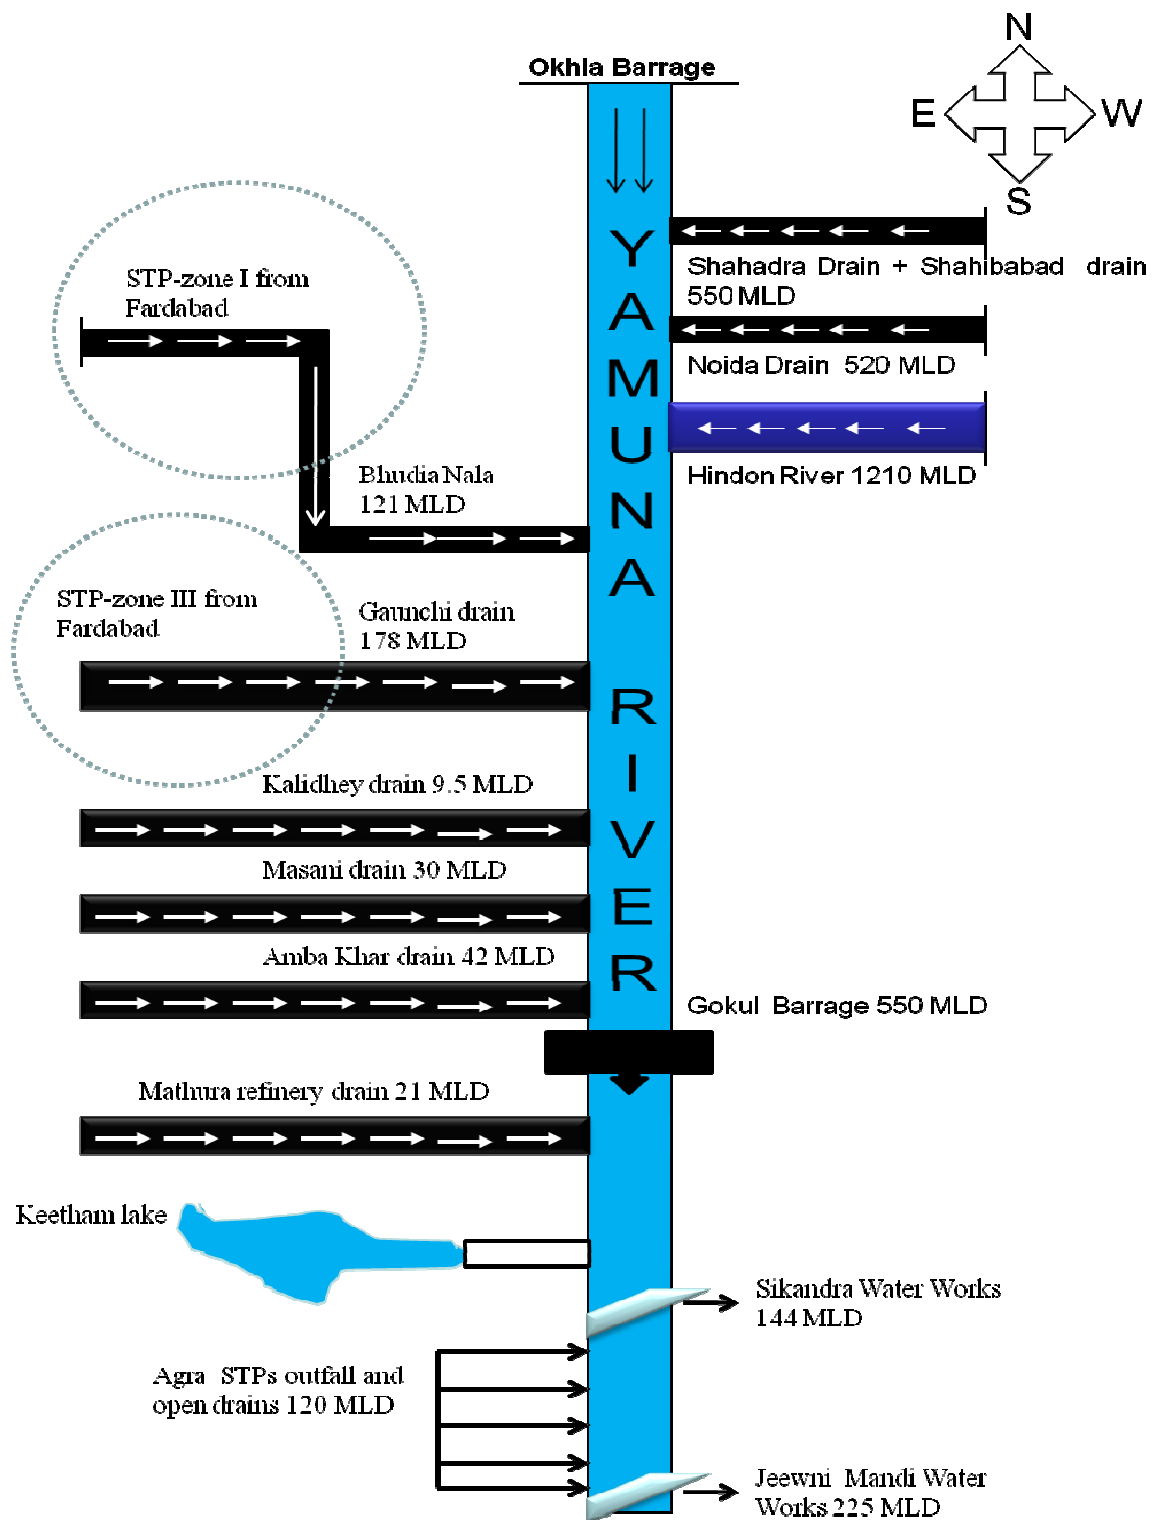 Okhla Barrage
N
E
W
S
YAMUNA RIVER
Shahadra Drain + Shahibabad drain
550 MLD
Noida Drain 520 MLD
Hindon River 1210 MLD
STP-zone I from
Fardabad
Bhudia Nala
121 MLD
STP-zone III from
Fardabad
Gaunchi drain
178 MLD
Kalidhey drain 9.5 MLD
Masani drain 30 MLD
Amba Khar drain 42 MLD
Gokul Barrage 550 MLD
Mathura refinery drain 21 MLD
Keetham lake
Sikandra Water Works
144 MLD
Agra STPs outfall and
open drains 120 MLD
Jeewni Mandi Water
Works 225 MLD